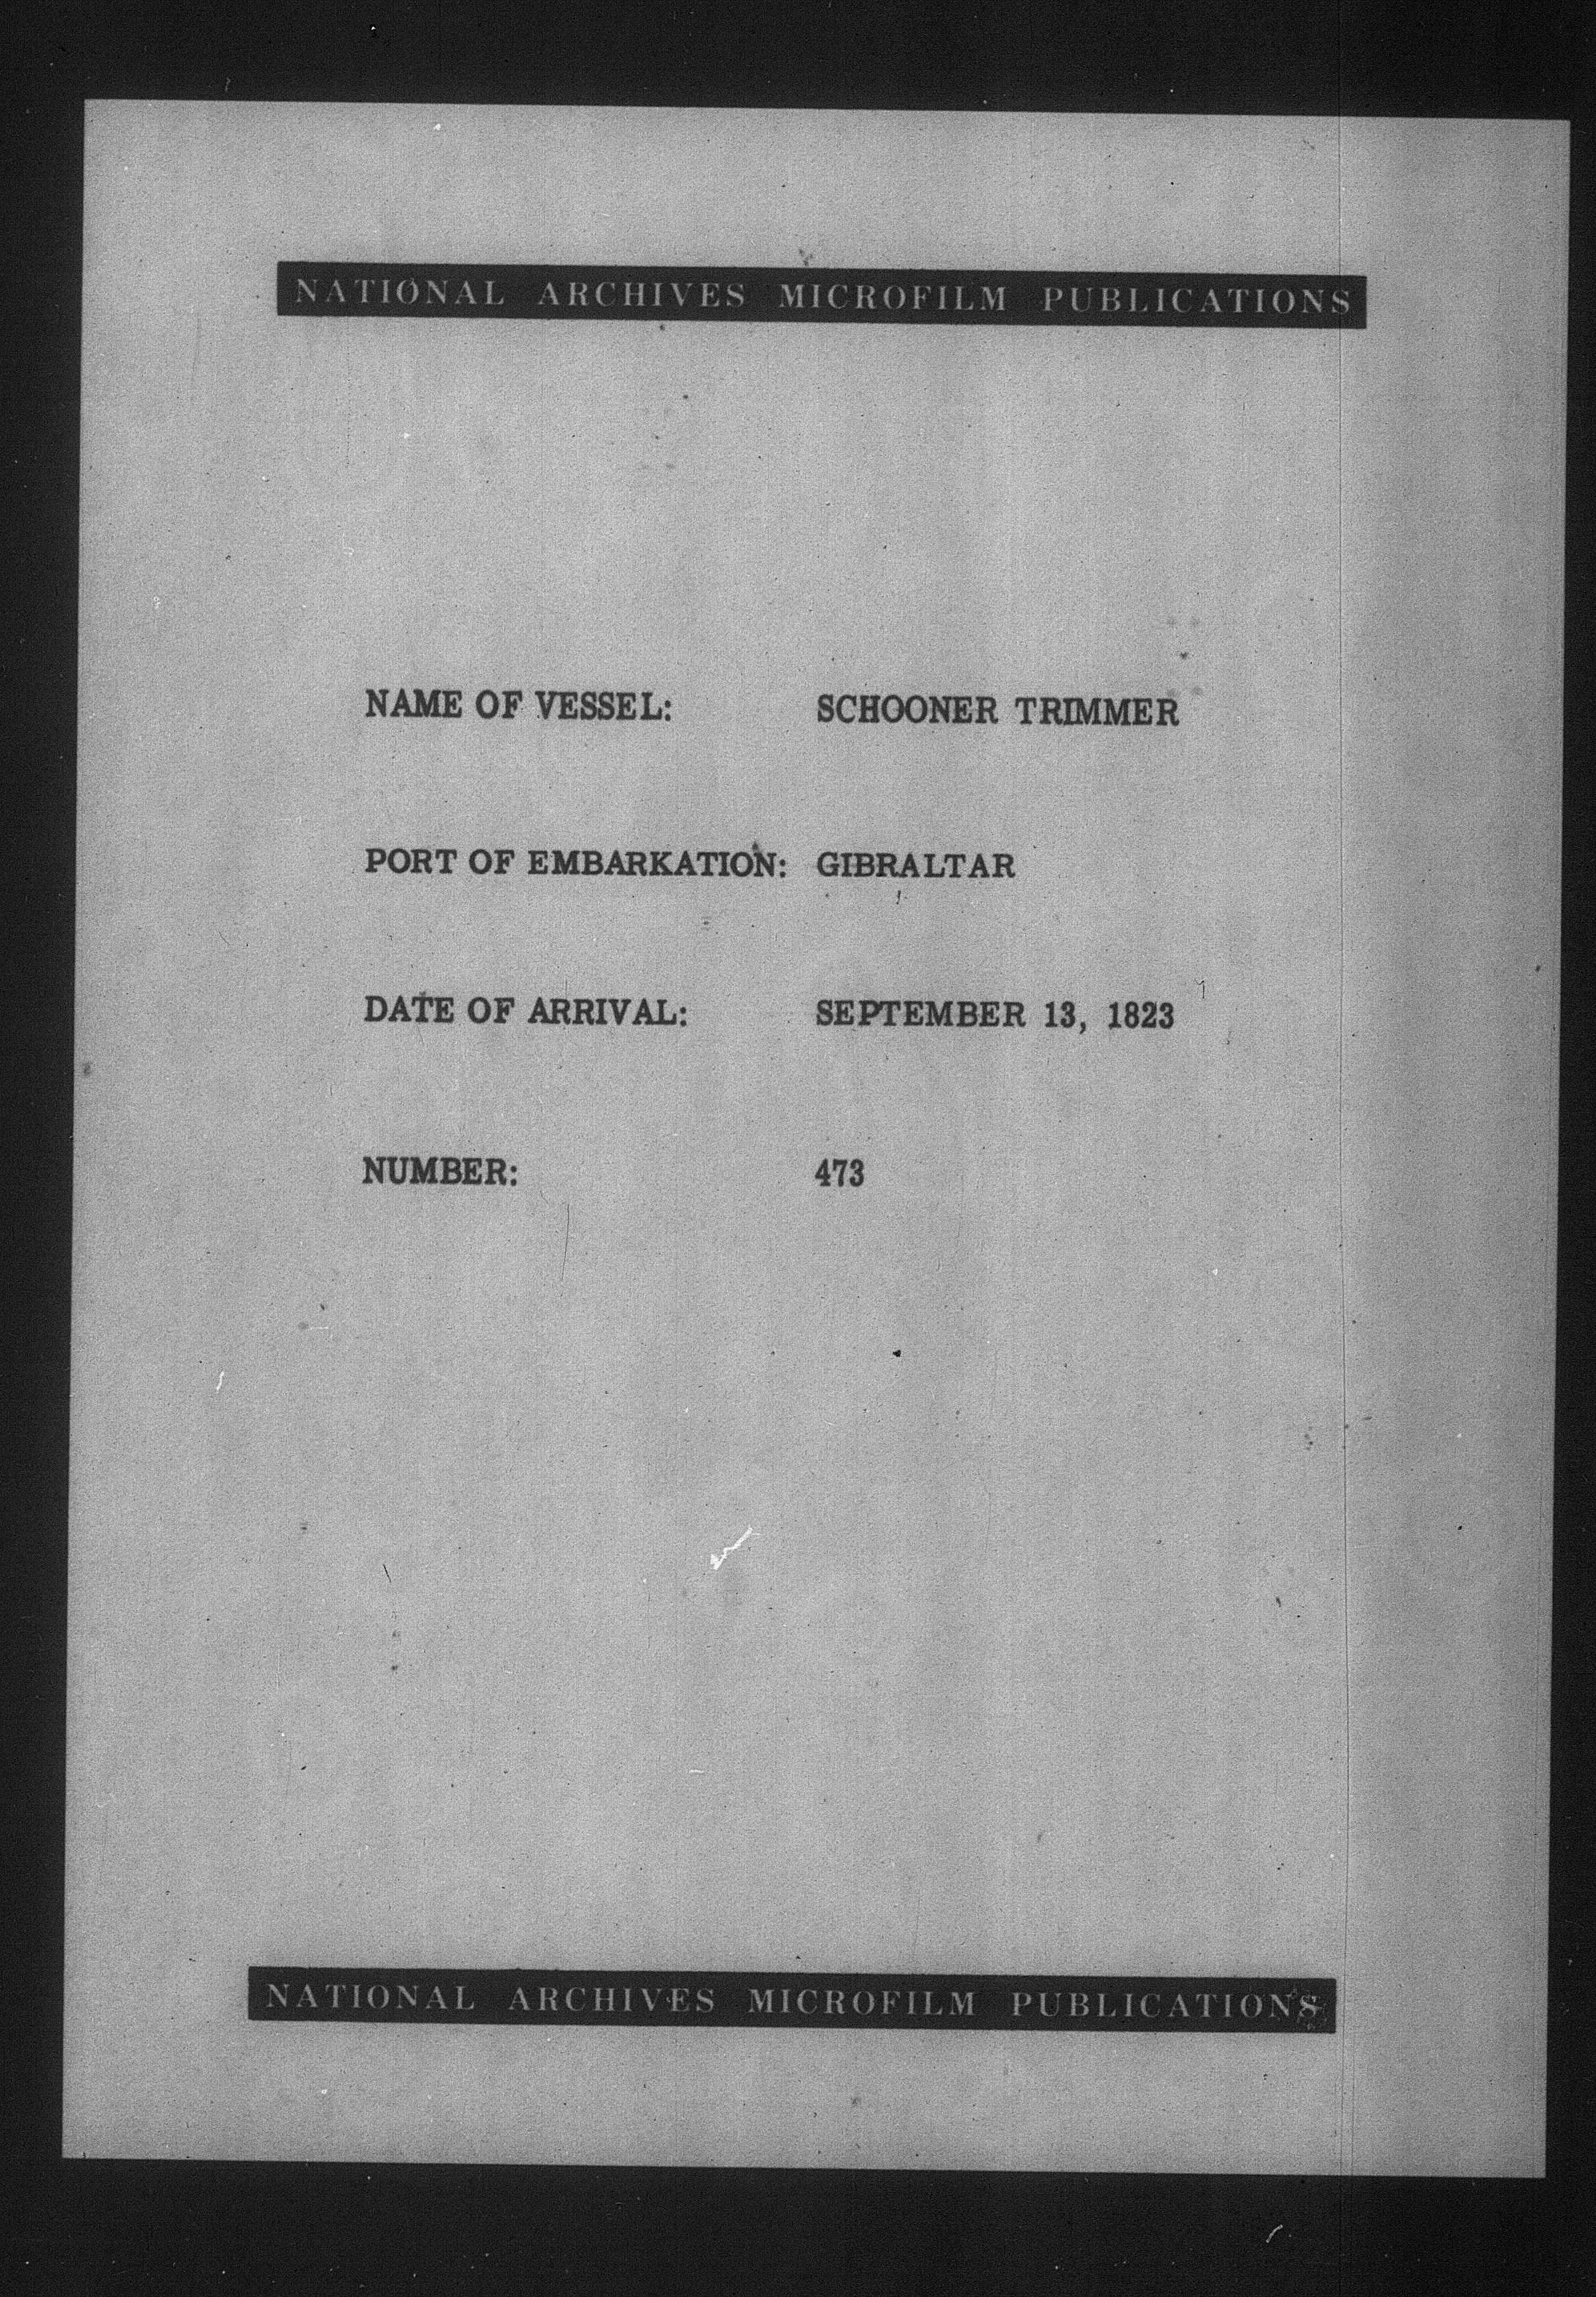 NATIONAL ARCHIVES MICROFILM PUBLICATIONS
NAME OF VESSEL: SCHOONER TRIMMER
PORT OF EMBARKATION: GIBRALTAR
DATE OF ARRIVAL: SEPTEMBER 13, 1823
NUMBER: 473
NATIONAL ARCHIVES MICROFILM PUBLICATIONS